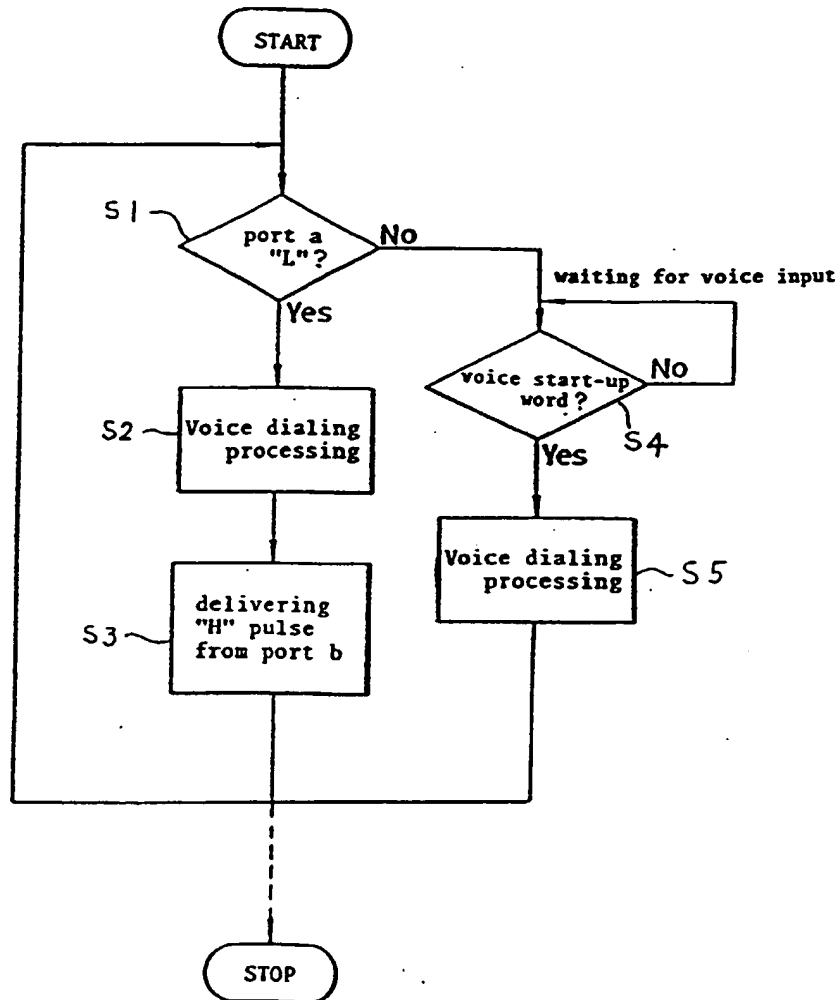 START
S1
port a
"L"?
No
Yes
waiting for voice input
voice start-up
word?
No
S4
Yes
S2
Voice dialing
processing
Voice dialing
processing
S5
S3
delivering
"H" pulse
from port b
STOP